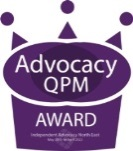 Advocacy
QPM
AWARD
Independent Advocacy North East